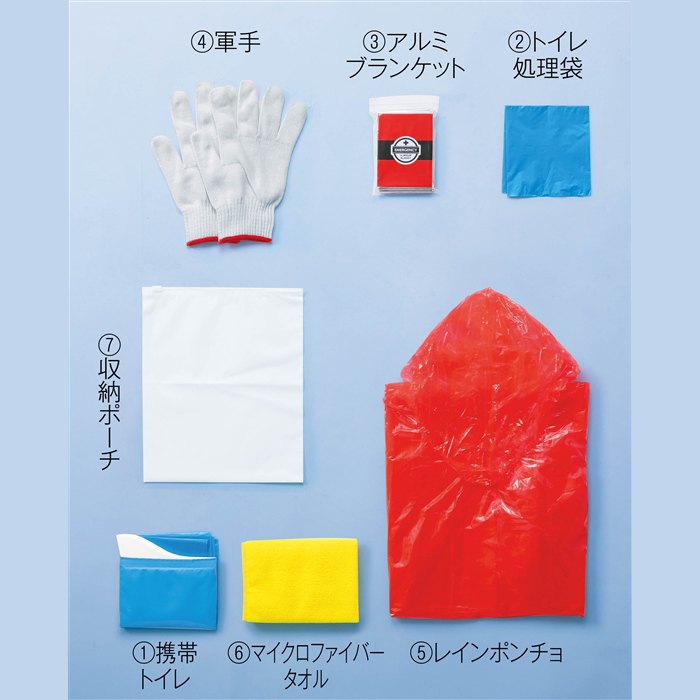 ④軍手
③アルミ
ブランケット
②トイレ
処理袋
EMERGENCY
⑦収納ポーチ
①携帯
トイレ
⑥マイクロファイバー
タオル
⑤レインポンチョ